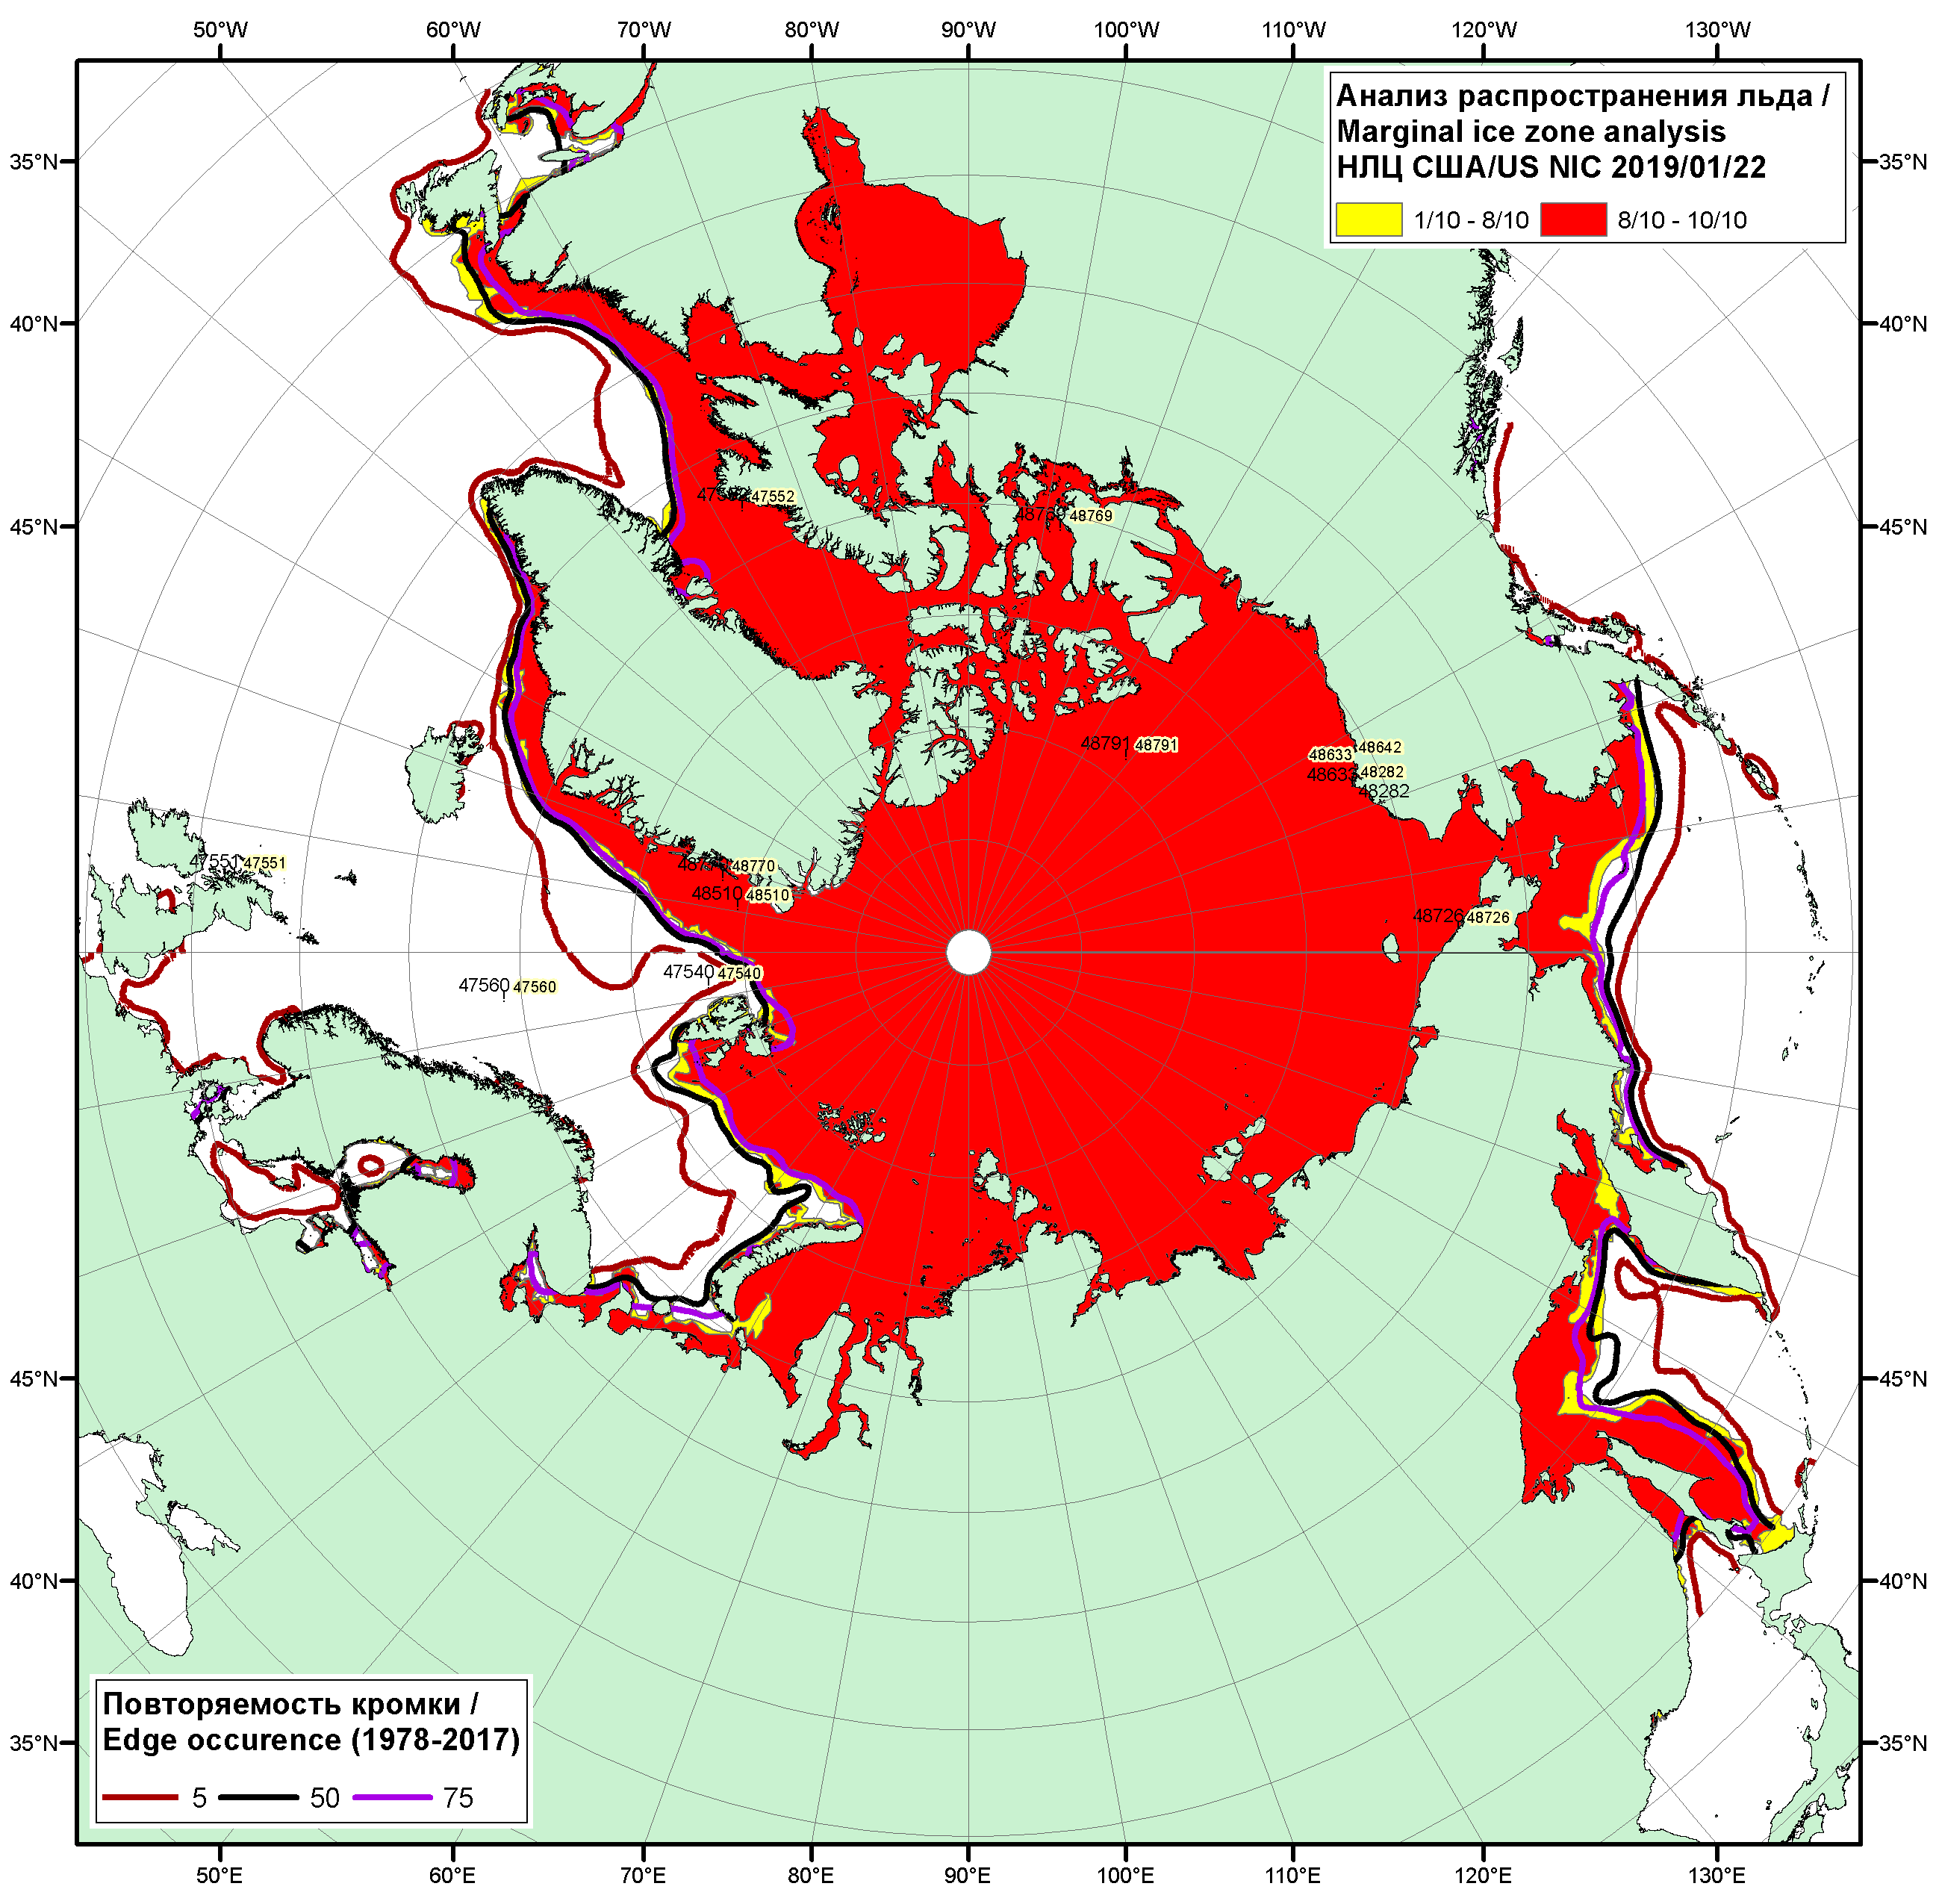 50°W 60°W 70°W 80°W 90°W 100°W 110°W 120°W 130°W
Анализ распространения льда /
Marginal ice zone analysis
НЛЦ США/US NIC 2019/01/22
1/10 - 8/10 8/10 - 10/10
35°N 35°N
40°N 40°N
47552
48769 48769
45°N 45°N
48791 48791
48633 48642
48633 48282
48282
47551 47551
48770
48510 48510
48726 48726
47540 47540
47560 47560
45°N 45°N
40°N 40°N
Повторяемость кромки /
Edge occurence (1978-2017)
35°N 35°N
5 50 75
50°E 60°E 70°E 80°E 90°E 100°E 110°E 120°E 130°E